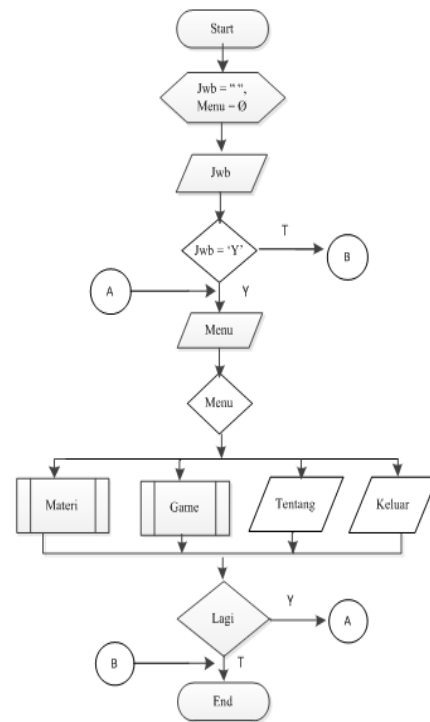 Start
Jwb = " ",
Menu = Ø
Jwb
Jwb = 'Y'
T
B
A
Y
Menu
Menu
Materi
Game
Tentang
Keluar
Lagi
Y
A
B
T
End